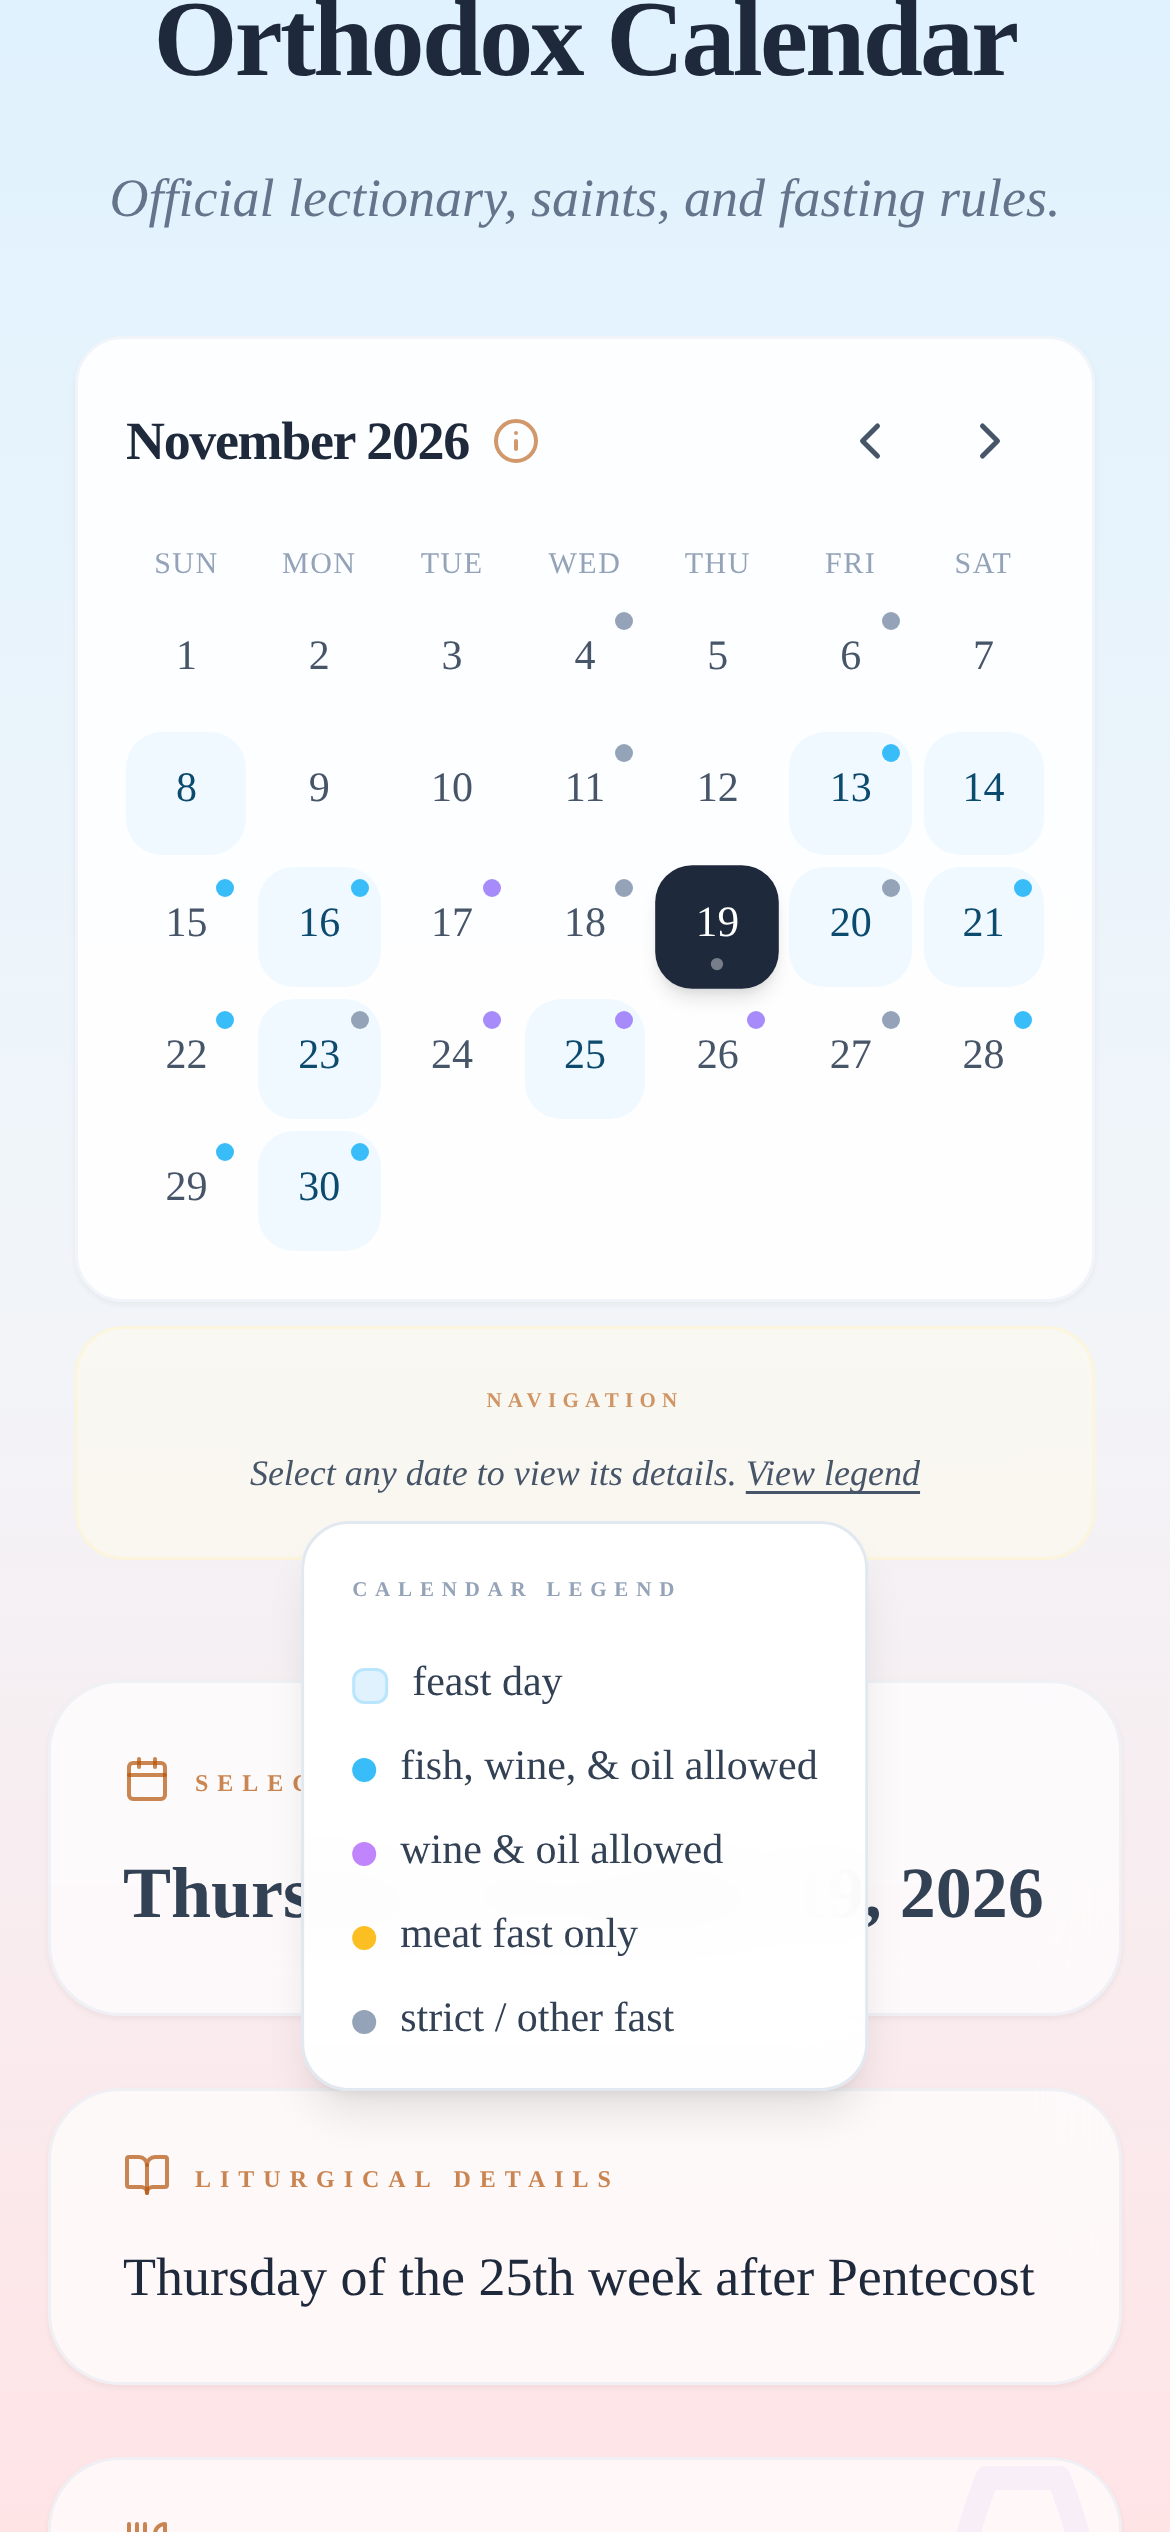 Orthodox Calendar
Official lectionary, saints, and fasting rules.
November 2026
SUN MON TUE WED THU FRI SAT
1 2 3 4 5 6 7
8 9 10 11 12 13 14
15 16 17 18 19 20 21
22 23 24 25 26 27 28
29 30
NAVIGATION
Select any date to view its details. View legend
CALENDAR LEGEND
feast day
fish, wine, & oil allowed
wine & oil allowed
meat fast only
strict / other fast
SELEC
Thurs 9, 2026
LITURGICAL DETAILS
Thursday of the 25th week after Pentecost